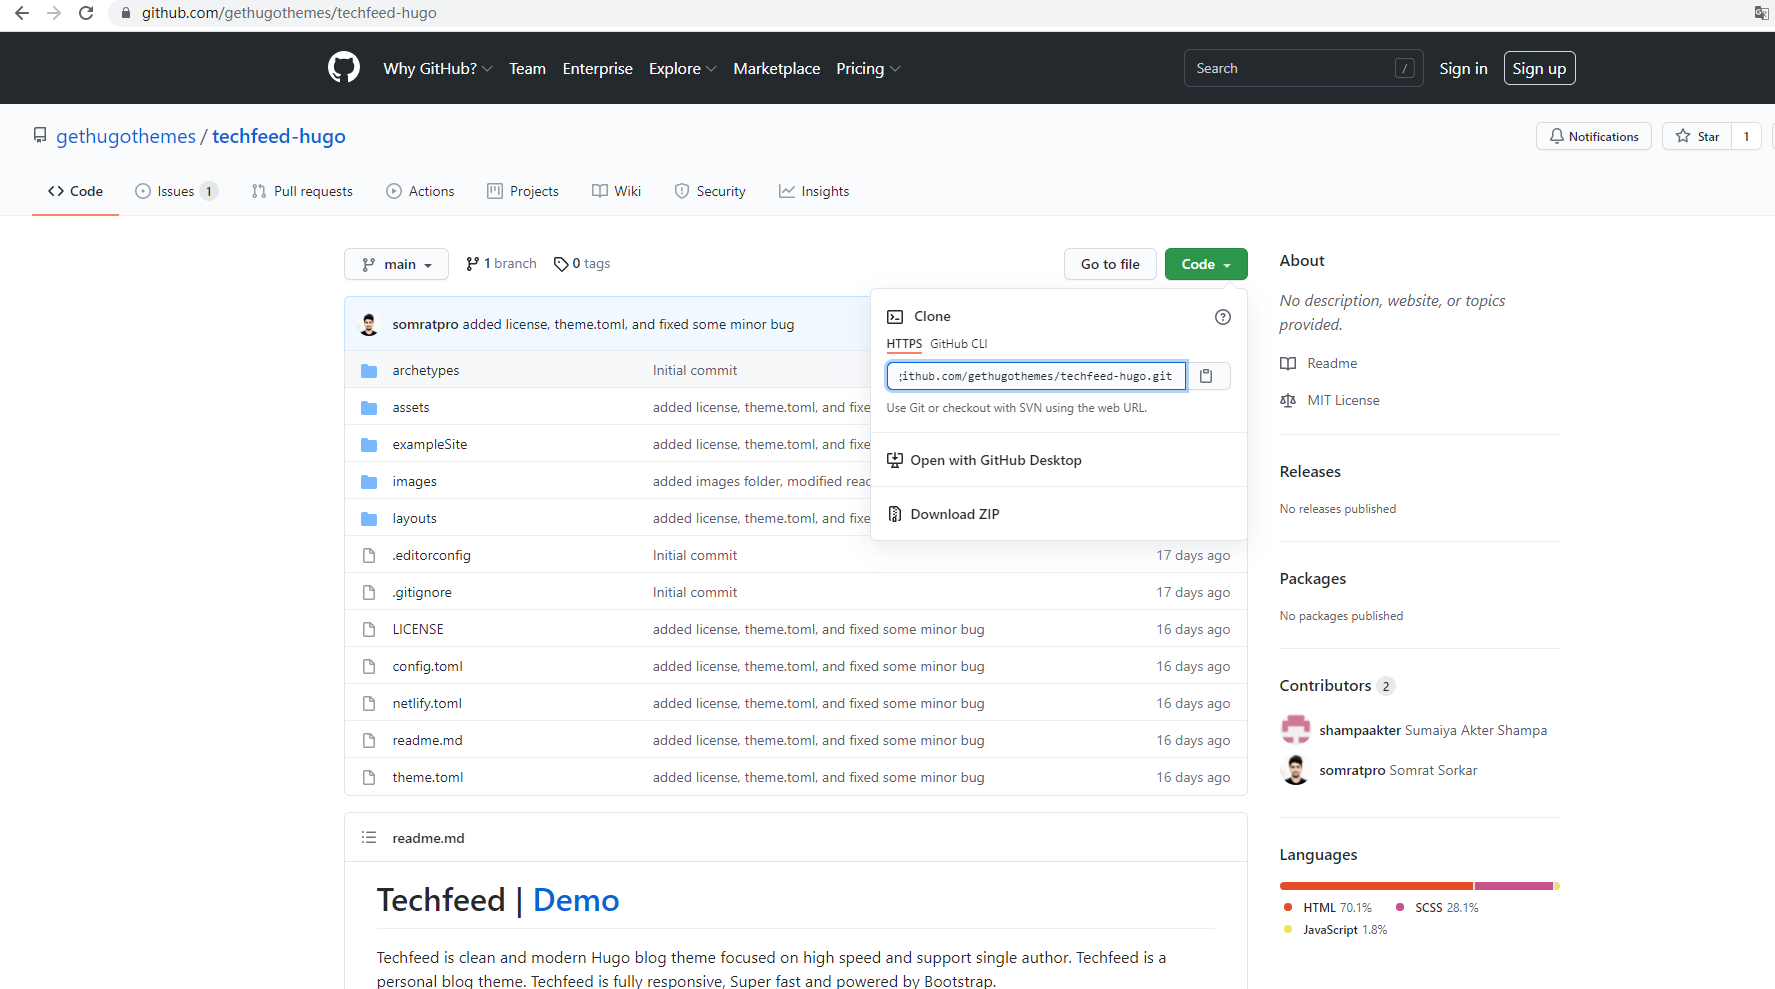 github.com/gethugothemes/techfeed-hugo
Why GitHub? Team Enterprise Explore Marketplace Pricing Search / Sign in Sign up
gethugothemes / techfeed-hugo Notifications Star 1
Code Issues 1 Pull requests Actions Projects Wiki Security Insights
main 1 branch 0 tags Go to file Code
somratpro added license, theme.toml, and fixed some minor bug
archetypes Initial commit
assets added license, theme.toml, and fixe
exampleSite added license, theme.toml, and fixe
images added images folder, modified reac
layouts added license, theme.toml, and fixe
.editorconfig Initial commit 17 days ago
.gitignore Initial commit 17 days ago
LICENSE added license, theme.toml, and fixed some minor bug 16 days ago
config.toml added license, theme.toml, and fixed some minor bug 16 days ago
netlify.toml added license, theme.toml, and fixed some minor bug 16 days ago
readme.md added license, theme.toml, and fixed some minor bug 16 days ago
theme.toml added license, theme.toml, and fixed some minor bug 16 days ago
Clone
HTTPS GitHub CLI
github.com/gethugothemes/techfeed-hugo.git
Use Git or checkout with SVN using the web URL.
Open with GitHub Desktop
Download ZIP
readme.md
Techfeed | Demo
Techfeed is clean and modern Hugo blog theme focused on high speed and support single author. Techfeed is a
personal blog theme. Techfeed is fully responsive, Super fast and powered by Bootstrap.
About
No description, website, or topics
provided.
Readme
MIT License
Releases
No releases published
Packages
No packages published
Contributors 2
shampaakter Sumaiya Akter Shampa
somratpro Somrat Sorkar
Languages
HTML 70.1% SCSS 28.1%
JavaScript 1.8%